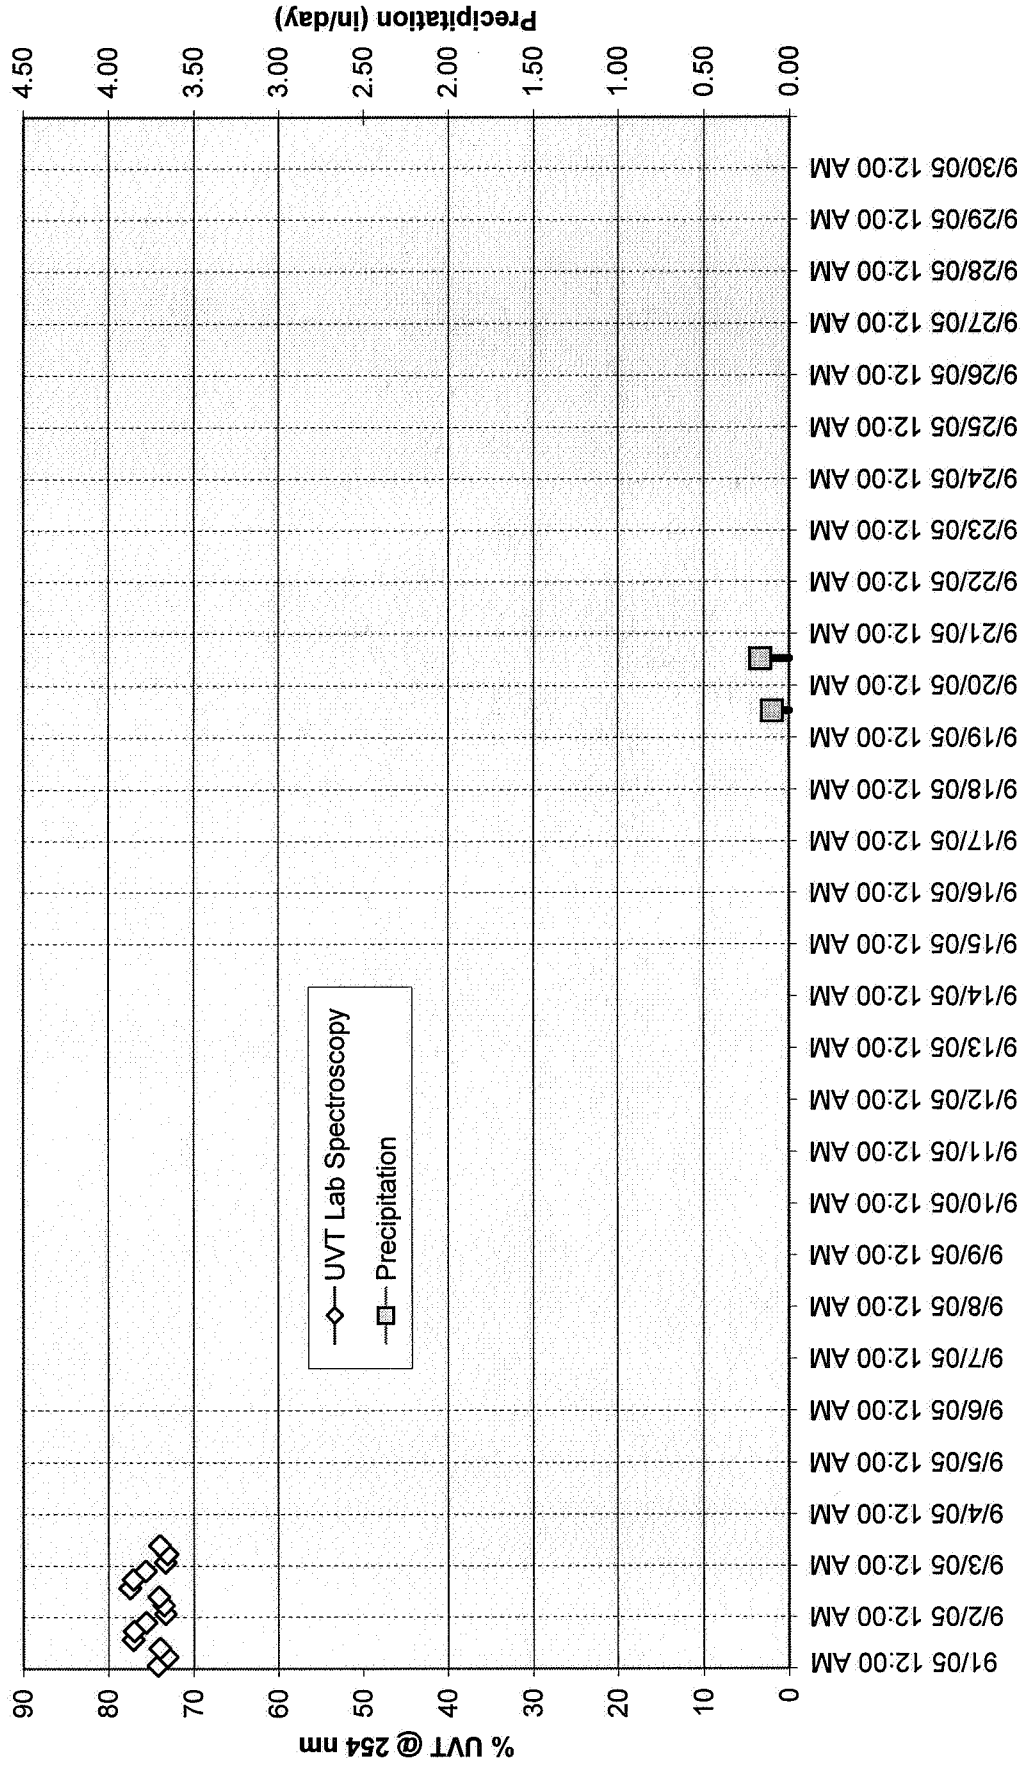 Precipitation (in/day)
4.50
4.00
3.50
3.00
2.50
2.00
1.50
1.00
0.50
0.00
UVT Lab Spectroscopy
Precipitation
90
80
70
60
50
40
30
20
10
0
% UVT @ 254 nm
91/05 12:00 AM
9/2/05 12:00 AM
9/3/05 12:00 AM
9/4/05 12:00 AM
9/5/05 12:00 AM
9/6/05 12:00 AM
9/7/05 12:00 AM
9/8/05 12:00 AM
9/9/05 12:00 AM
9/10/05 12:00 AM
9/11/05 12:00 AM
9/12/05 12:00 AM
9/13/05 12:00 AM
9/14/05 12:00 AM
9/15/05 12:00 AM
9/16/05 12:00 AM
9/17/05 12:00 AM
9/18/05 12:00 AM
9/19/05 12:00 AM
9/20/05 12:00 AM
9/21/05 12:00 AM
9/22/05 12:00 AM
9/23/05 12:00 AM
9/24/05 12:00 AM
9/25/05 12:00 AM
9/26/05 12:00 AM
9/27/05 12:00 AM
9/28/05 12:00 AM
9/29/05 12:00 AM
9/30/05 12:00 AM